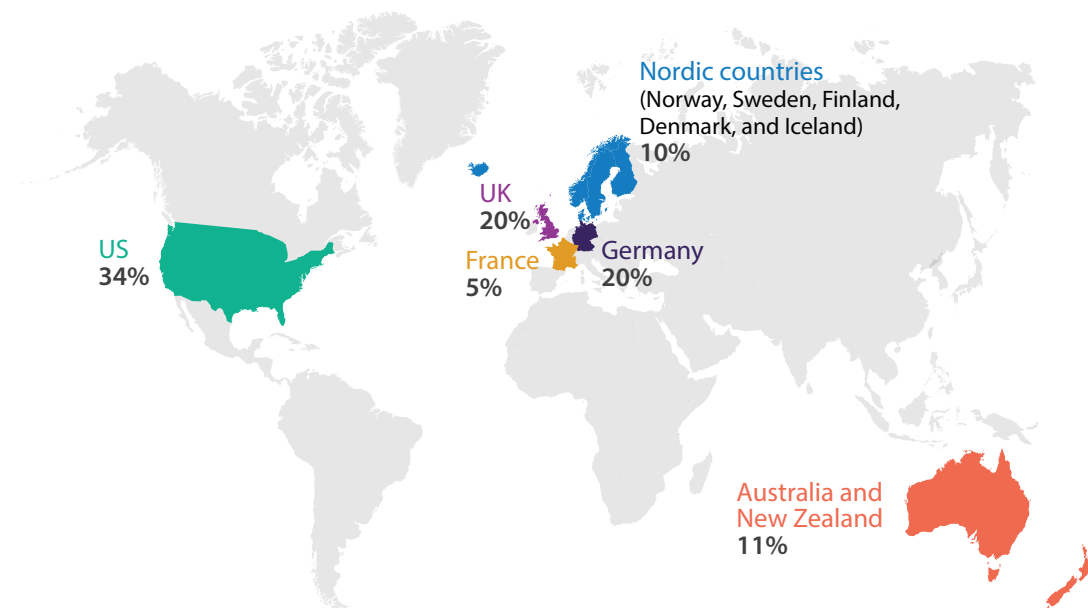 Nordic countries
(Norway, Sweden, Finland,
Denmark, and Iceland)
10%
UK
20%
US
34%
France
5%
Germany
20%
Australia and
New Zealand
11%